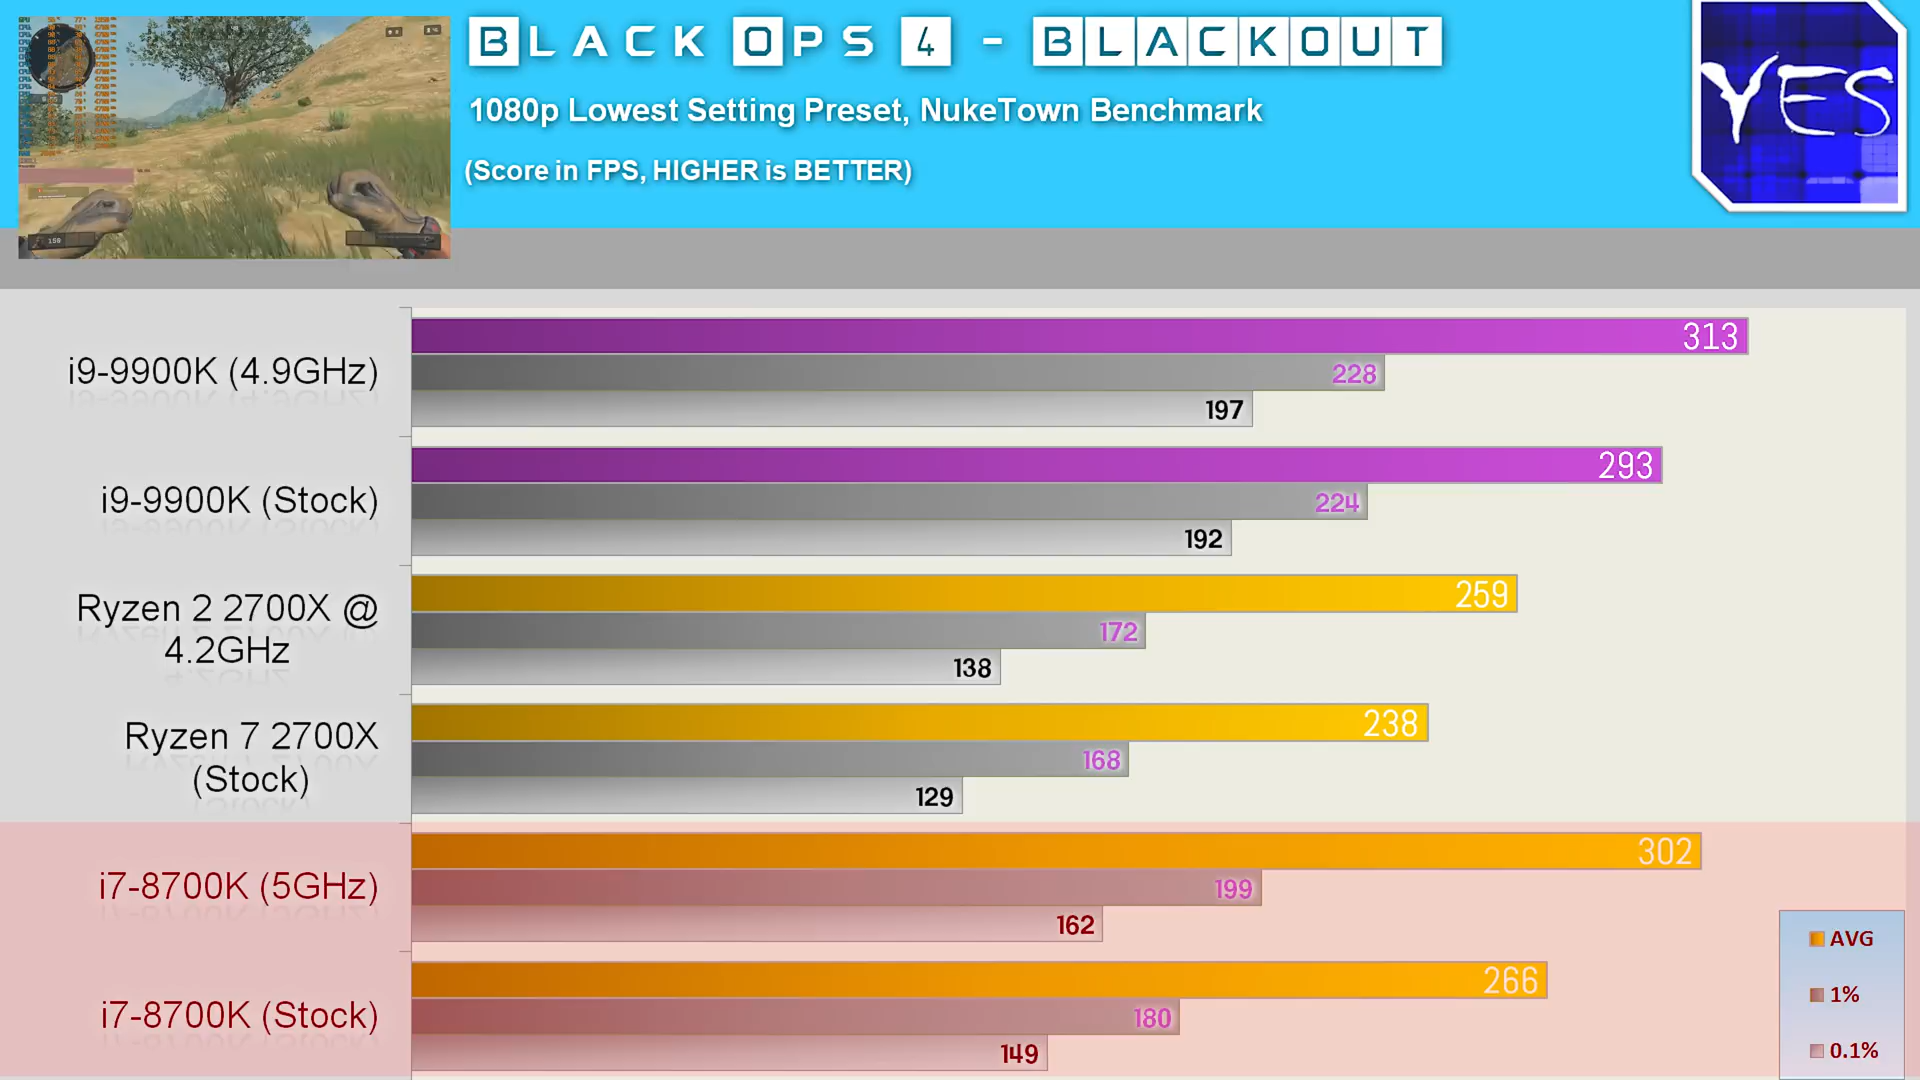 BLACK OPS 4 - BLACKOUT
1080p Lowest Setting Preset, NukeTown Benchmark
(Score in FPS, HIGHER is BETTER)
YES
i9-9900K (4.9GHz)
313
228
197
i9-9900K (Stock)
293
224
192
Ryzen 2 2700X @
4.2GHz
259
172
138
Ryzen 7 2700X
(Stock)
238
168
129
i7-8700K (5GHz)
302
199
162
i7-8700K (Stock)
266
180
149
AVG
1%
0.1%